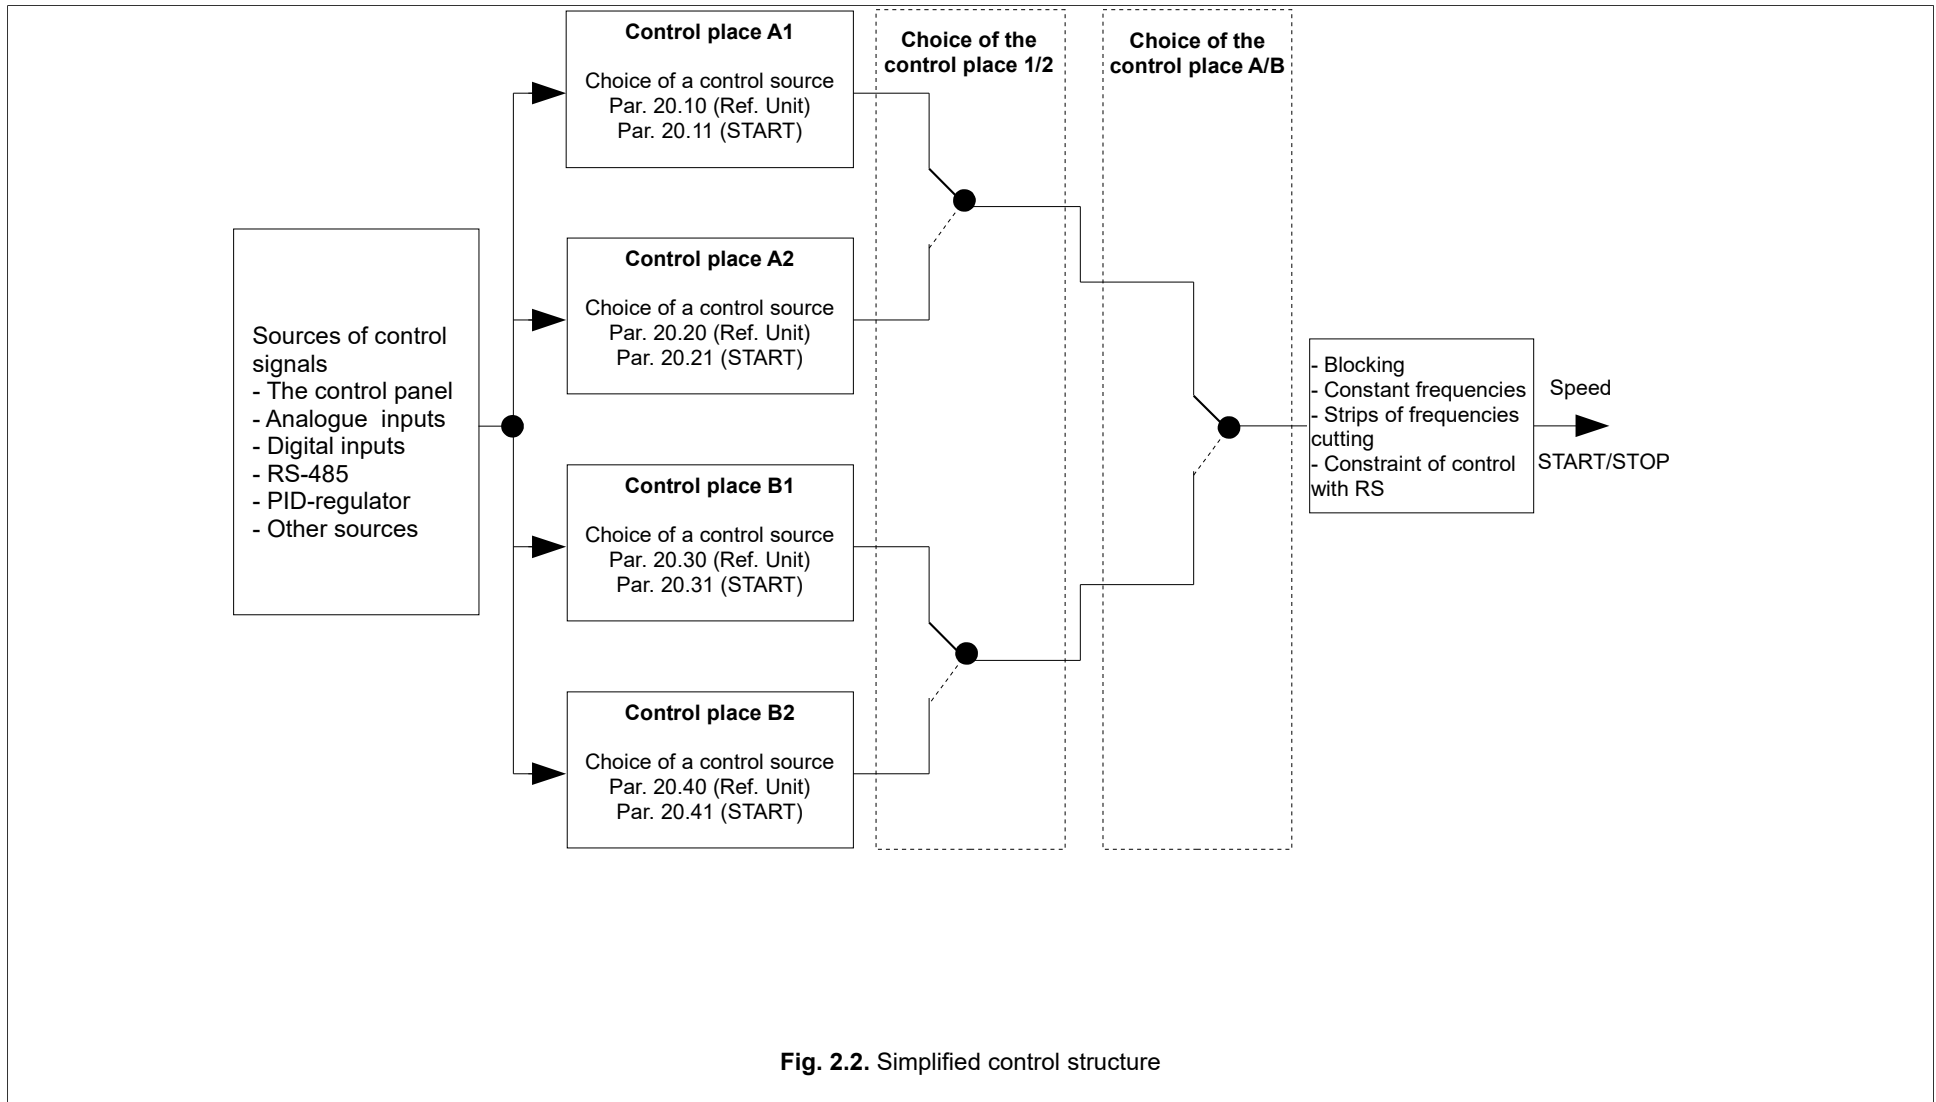 Control place A1
Choice of a control source
Par. 20.10 (Ref. Unit)
Par. 20.11 (START)
Choice of the
control place 1/2
Choice of the
control place A/B
Sources of control
signals
- The control panel
- Analogue  inputs
- Digital inputs
- RS-485
- PID-regulator
- Other sources
Control place A2
Choice of a control source
Par. 20.20 (Ref. Unit)
Par. 20.21 (START)
Control place B1
Choice of a control source
Par. 20.30 (Ref. Unit)
Par. 20.31 (START)
Control place B2
Choice of a control source
Par. 20.40 (Ref. Unit)
Par. 20.41 (START)
- Blocking
- Constant frequencies
- Strips of frequencies
cutting
- Constraint of control
with RS
Speed
START/STOP
Fig. 2.2. Simplified control structure